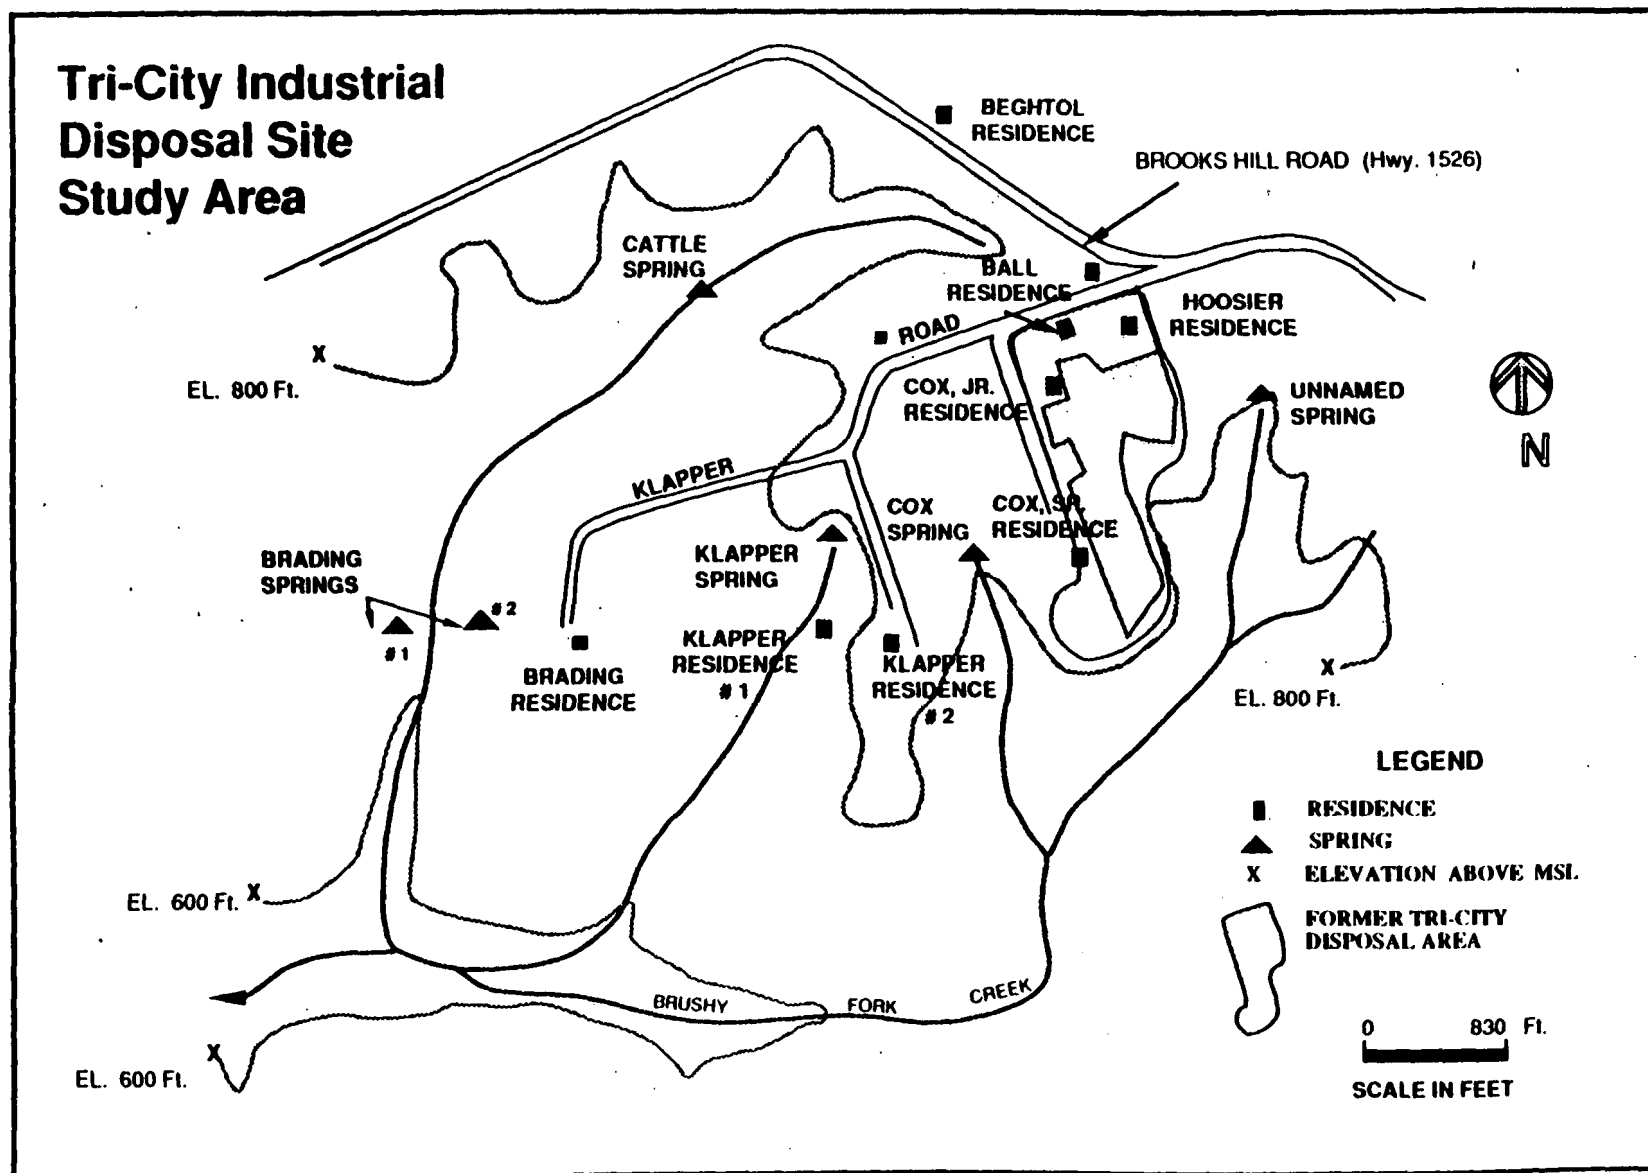 Tri-City Industrial
Disposal Site
Study Area
BEGHTOL
RESIDENCE
BROOKS HILL ROAD (Hwy. 1526)
CATTLE
SPRING
BALL
RESIDENCE
HOOSIER
RESIDENCE
ROAD
X
EL. 800 Ft.
COX, JR.
RESIDENCE
UNNAMED
SPRING
N
KLAPPER
COX
SPRING
COX, SR.
RESIDENCE
KLAPPER
SPRING
BRADING
SPRINGS
#2
#1
KLAPPER
RESIDENCE
#1
BRADING
RESIDENCE
KLAPPER
RESIDENCE
#2
X
EL. 800 Ft.
LEGEND
RESIDENCE
SPRING
X ELEVATION ABOVE MSL
FORMER TRI-CITY
DISPOSAL AREA
EL. 600 Ft. X
BRUSHY FORK CREEK
0 830 Ft.
SCALE IN FEET
X
EL. 600 Ft.